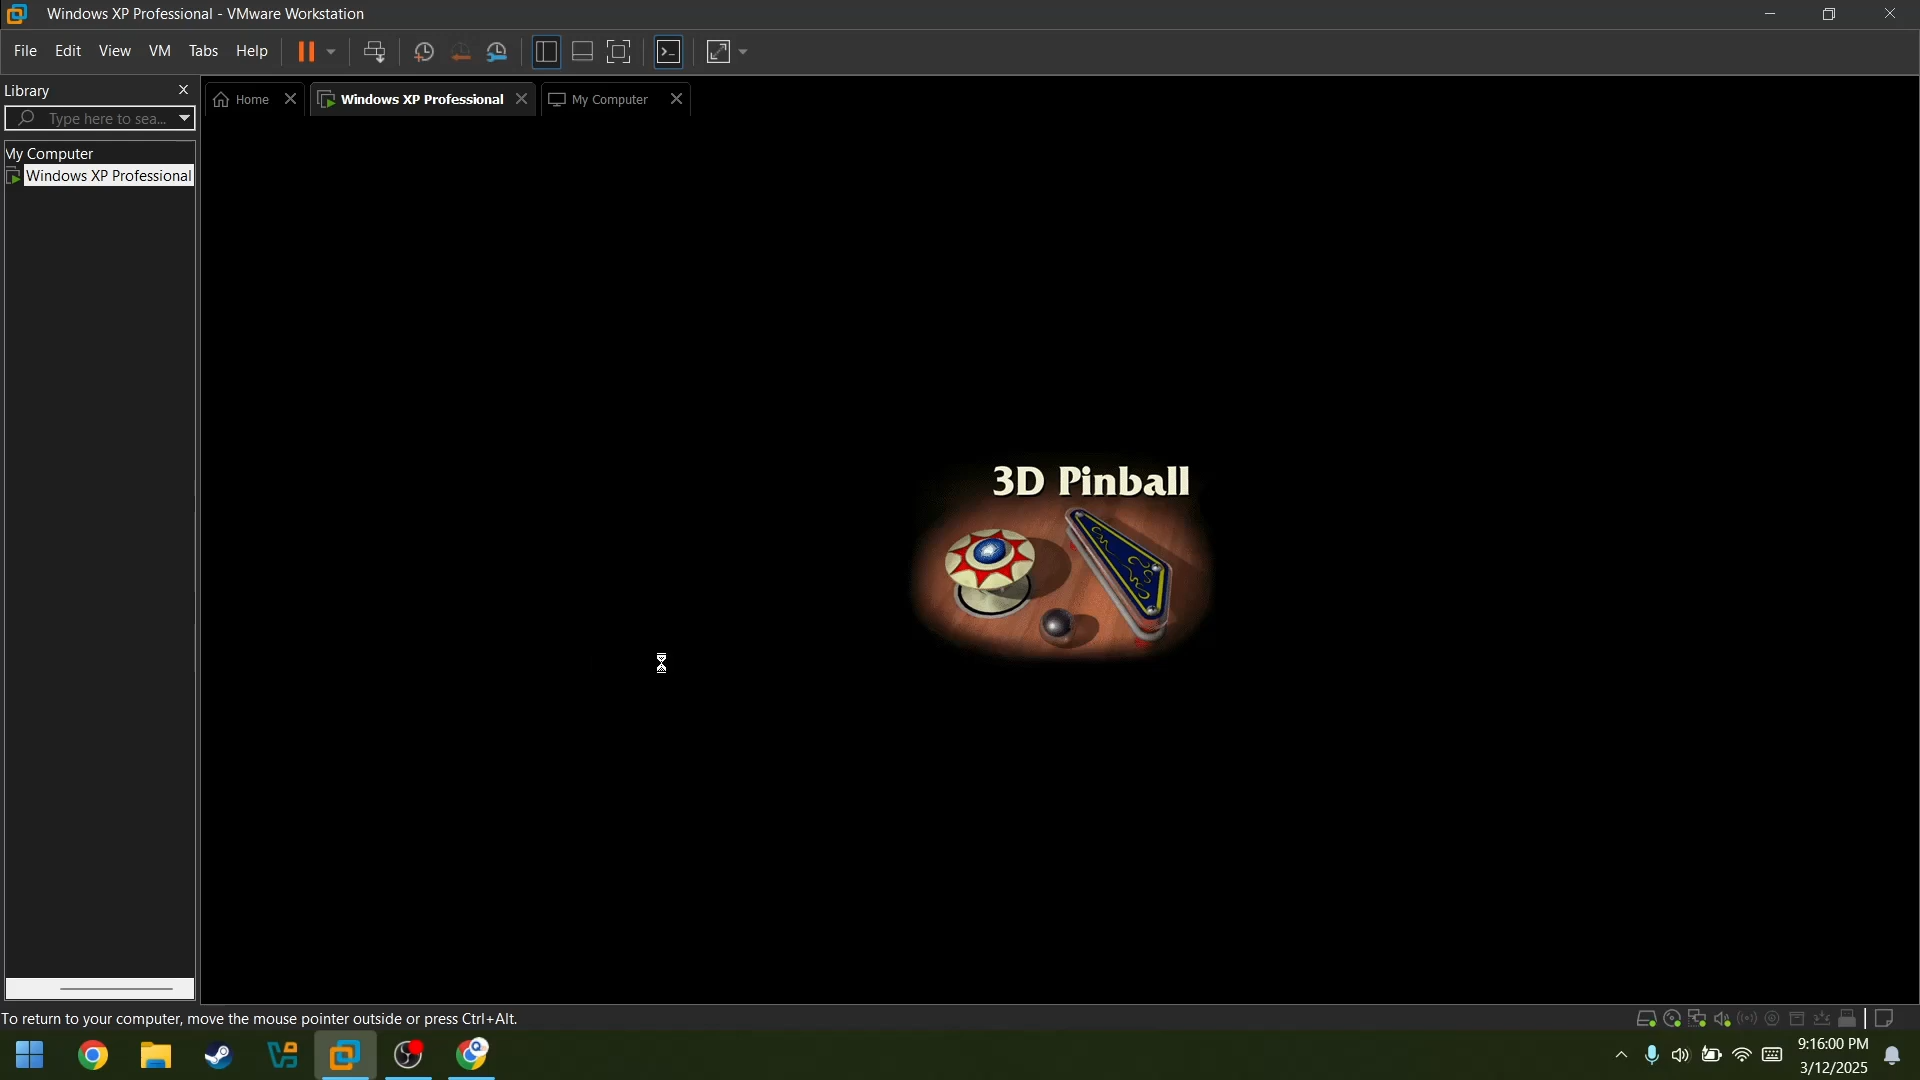 Windows XP Professional - VMware Workstation
File Edit View VM Tabs Help
Library
Type here to sea...
Home
Windows XP Professional
My Computer
My Computer
Windows XP Professional
3D Pinball
To return to your computer, move the mouse pointer outside or press Ctrl+Alt.
9:16:00 PM
3/12/2025